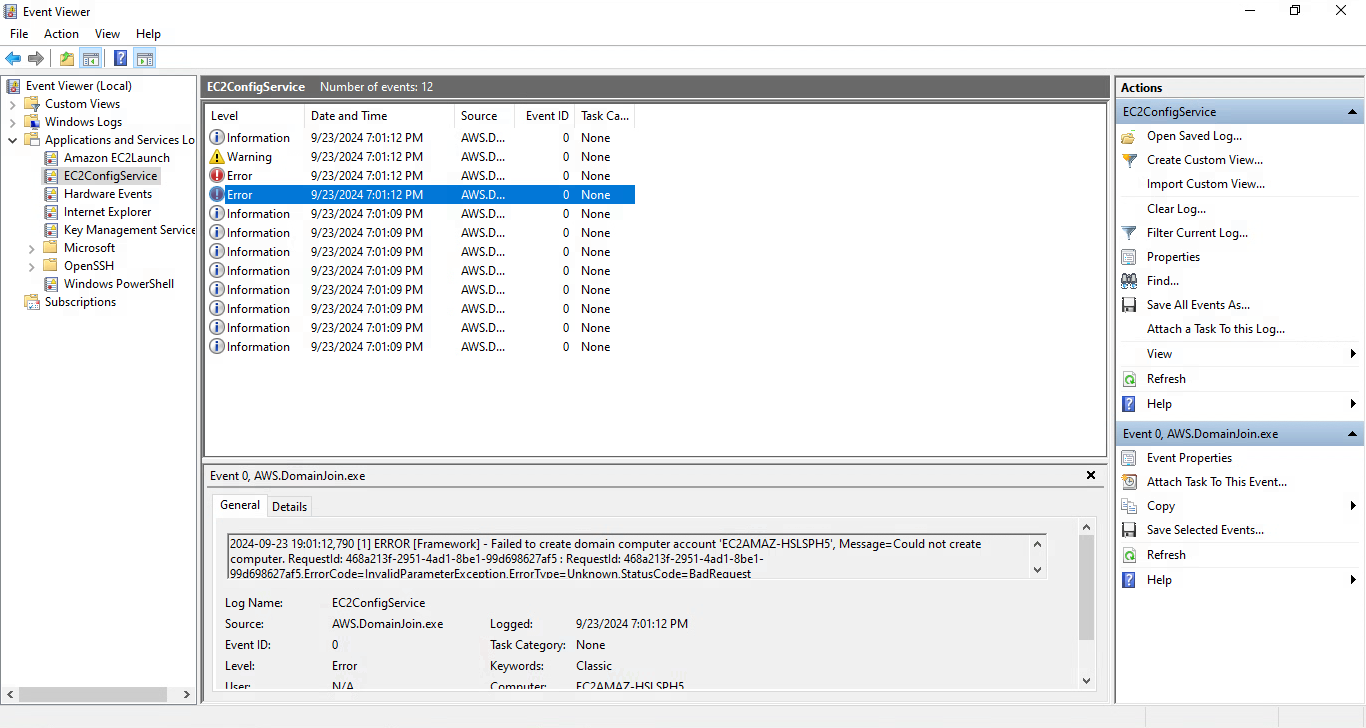 Event Viewer
File Action View Help
Event Viewer (Local)
Custom Views
Windows Logs
Applications and Services Lo
Amazon EC2Launch
EC2ConfigService
Hardware Events
Internet Explorer
Key Management Service
Microsoft
OpenSSH
Windows PowerShell
Subscriptions
EC2ConfigService Number of events: 12
Level Date and Time Source Event ID Task Ca...
Information 9/23/2024 7:01:12 PM AWS.D... 0 None
Warning 9/23/2024 7:01:12 PM AWS.D... 0 None
Error 9/23/2024 7:01:12 PM AWS.D... 0 None
Error 9/23/2024 7:01:12 PM AWS.D... 0 None
Information 9/23/2024 7:01:09 PM AWS.D... 0 None
Information 9/23/2024 7:01:09 PM AWS.D... 0 None
Information 9/23/2024 7:01:09 PM AWS.D... 0 None
Information 9/23/2024 7:01:09 PM AWS.D... 0 None
Information 9/23/2024 7:01:09 PM AWS.D... 0 None
Information 9/23/2024 7:01:09 PM AWS.D... 0 None
Information 9/23/2024 7:01:09 PM AWS.D... 0 None
Information 9/23/2024 7:01:09 PM AWS.D... 0 None
Event 0, AWS.DomainJoin.exe
General Details
2024-09-23 19:01:12,790 [1] ERROR [Framework] - Failed to create domain computer account 'EC2AMAZ-HSLSPH5', Message=Could not create
computer. RequestId: 468a213f-2951-4ad1-8be1-99d698627af5 : RequestId: 468a213f-2951-4ad1-8be1-
99d698627af5.ErrorCode=InvalidParameterException.ErrorType=Unknown.StatusCode=BadRequest
Log Name: EC2ConfigService
Source: AWS.DomainJoin.exe Logged: 9/23/2024 7:01:12 PM
Event ID: 0 Task Category: None
Level: Error Keywords: Classic
User: N/A Computer: EC2AMAZ-HSLSPH5
Actions
EC2ConfigService
Open Saved Log...
Create Custom View...
Import Custom View...
Clear Log...
Filter Current Log...
Properties
Find...
Save All Events As...
Attach a Task To this Log...
View
Refresh
Help
Event 0, AWS.DomainJoin.exe
Event Properties
Attach Task To This Event...
Copy
Save Selected Events...
Refresh
Help